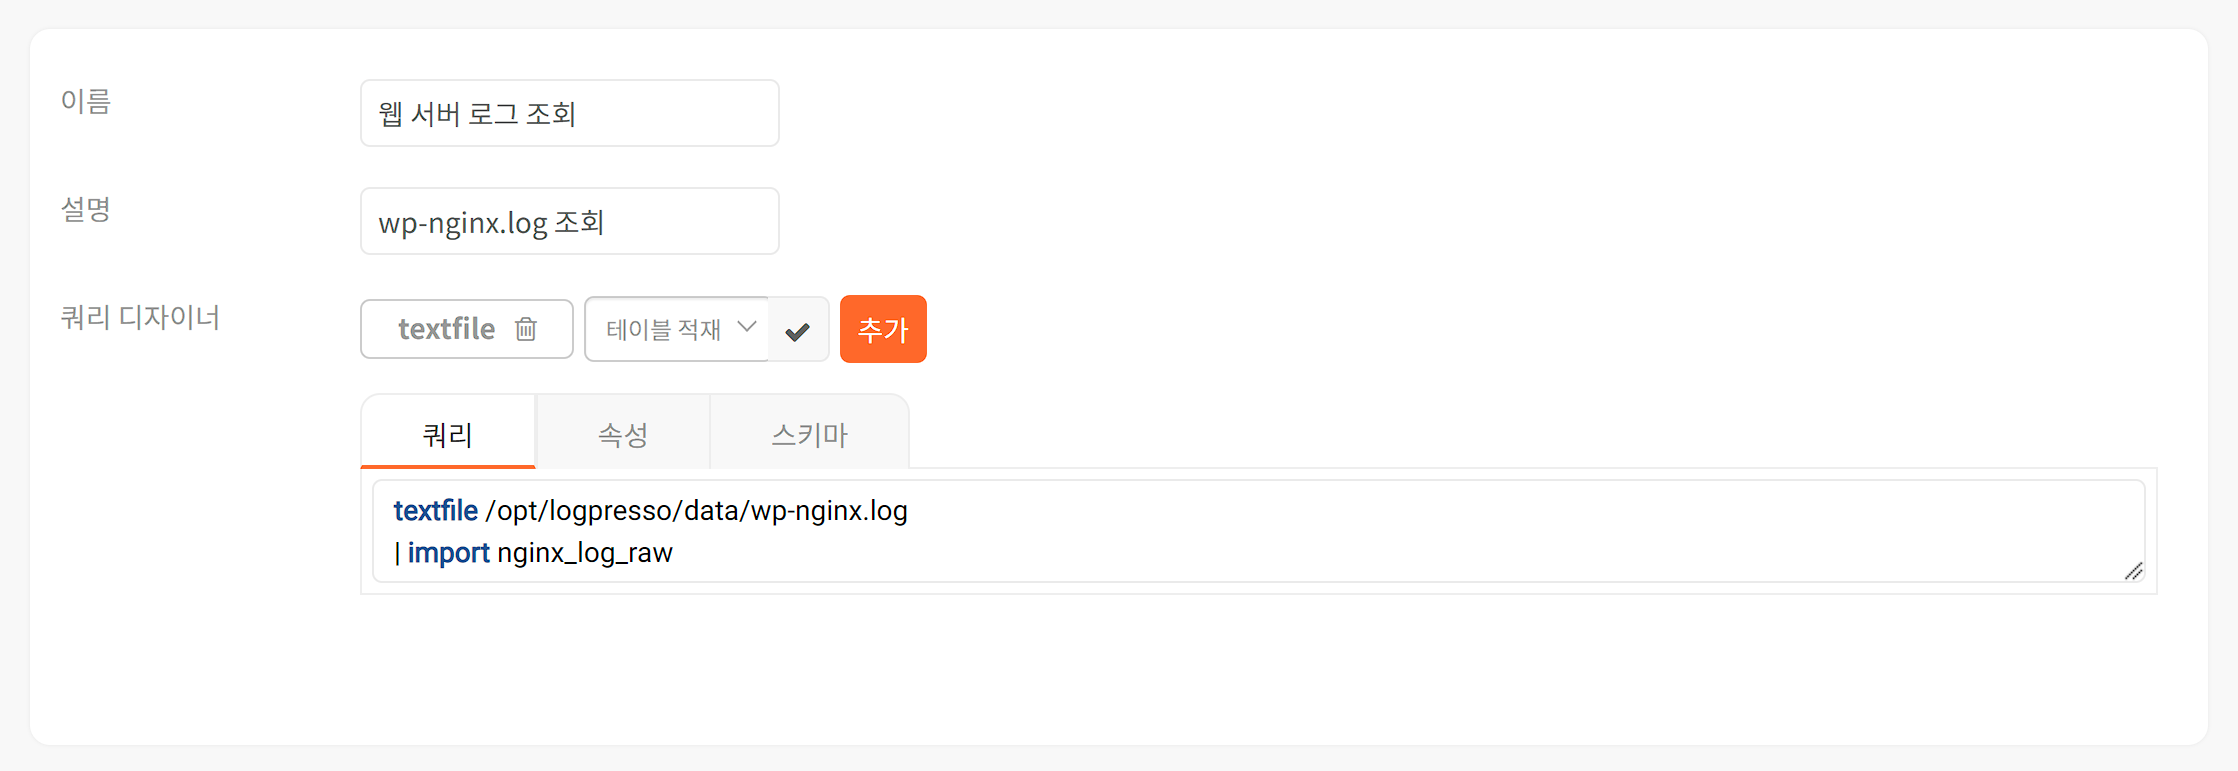 이름
웹 서버 로그 조회
설명
wp-nginx.log 조회
쿼리 디자이너
textfile 테이블 적재 추가
쿼리 속성 스키마
textfile /opt/logpresso/data/wp-nginx.log
| import nginx_log_raw